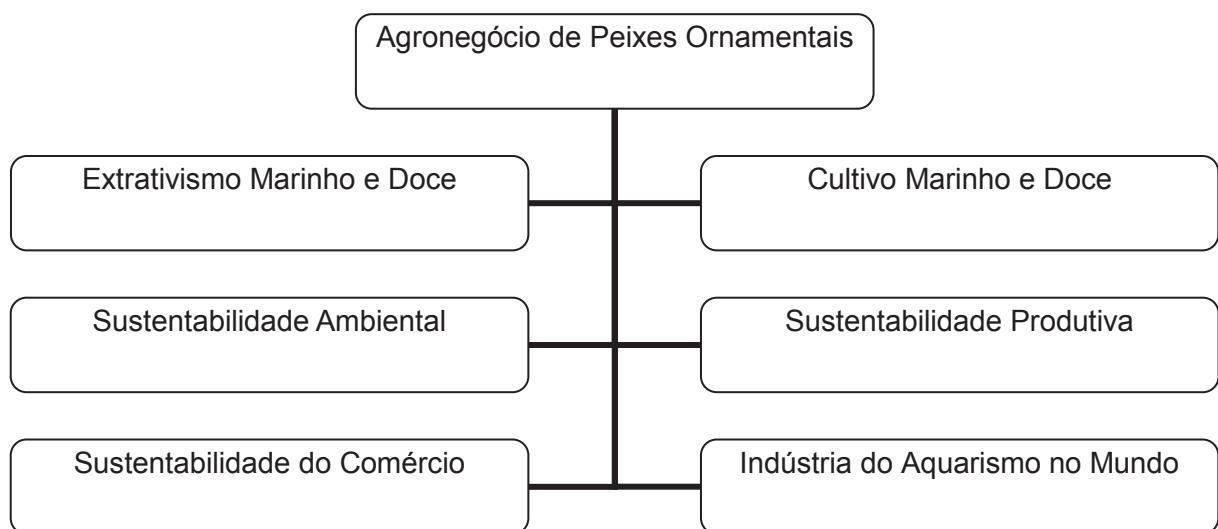 Agronegócio de Peixes Ornamentais
Extrativismo Marinho e Doce
Cultivo Marinho e Doce
Sustentabilidade Ambiental
Sustentabilidade Produtiva
Sustentabilidade do Comércio
Indústria do Aquarismo no Mundo